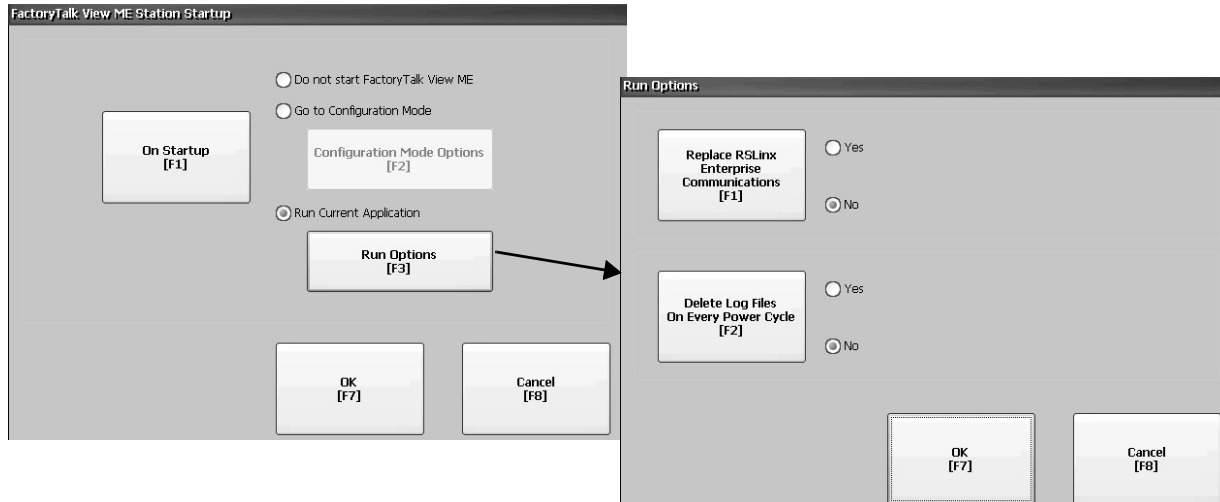 FactoryTalk View ME Station Startup
Do not start FactoryTalk View ME
Go to Configuration Mode
On Startup
[F1]
Configuration Mode Options
[F2]
Run Current Application
Run Options
[F3]
OK
[F7]
Cancel
[F8]
Run Options
Replace RSLinx
Enterprise
Communications
[F1]
Yes
No
Delete Log Files
On Every Power Cycle
[F2]
Yes
No
OK
[F7]
Cancel
[F8]